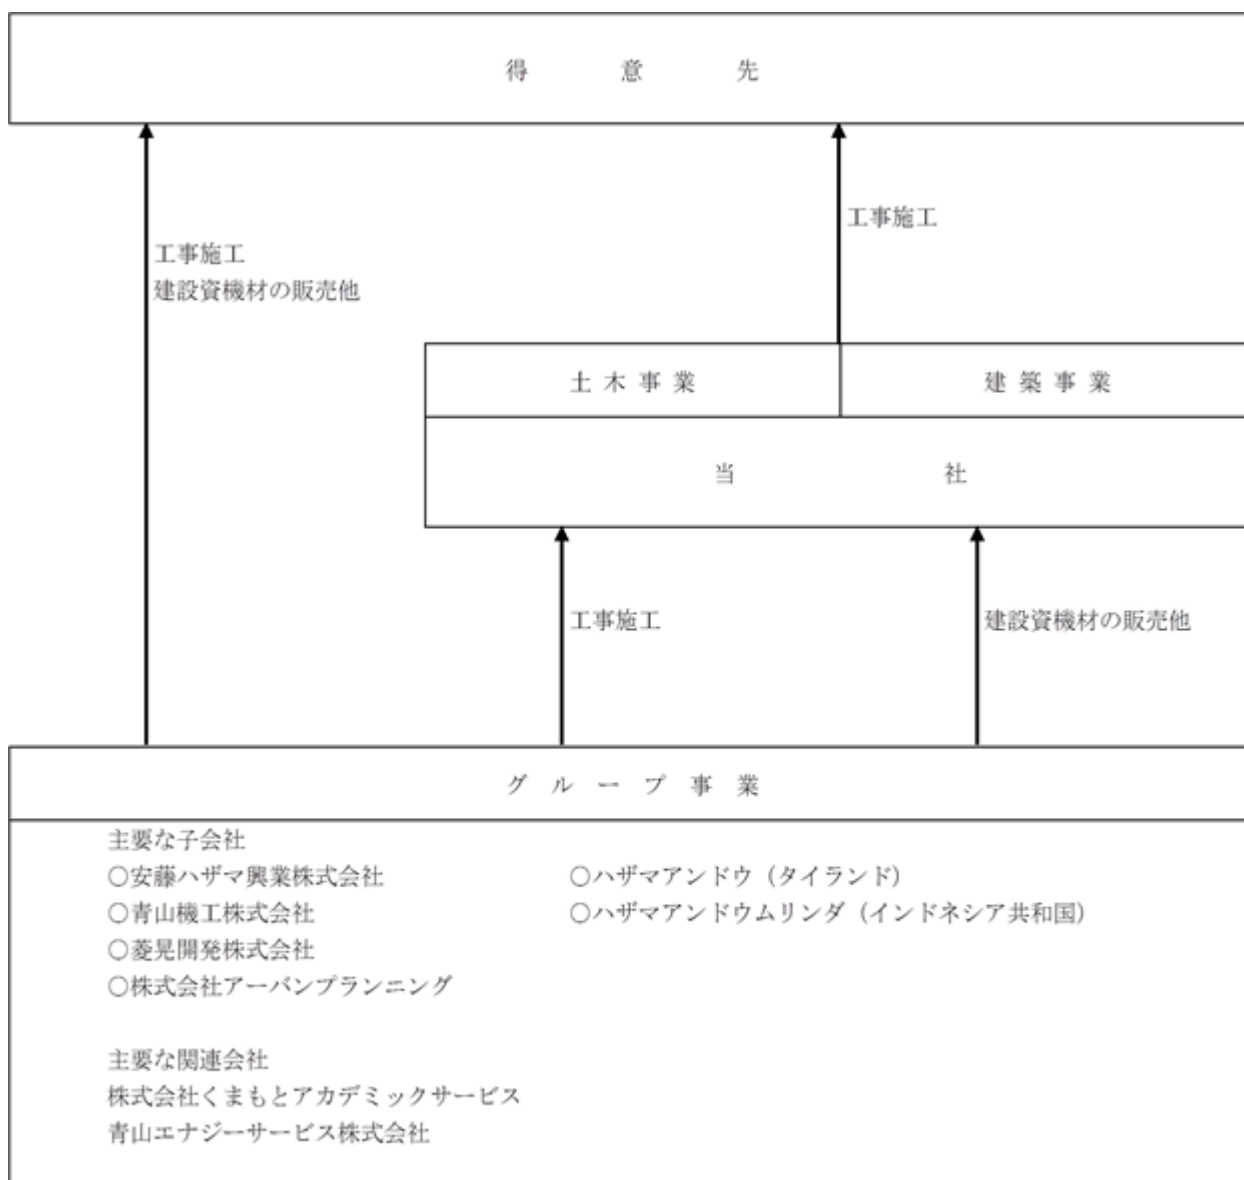 得意先
工事施工
工事施工
建設資機材の販売他
土木事業
建築事業
当社
工事施工
建設資機材の販売他
グループ事業
主要な子会社
○安藤ハザマ興業株式会社
○ハザマアンドウ（タイランド）
○青山機工株式会社
○ハザマアンドウムリンダ（インドネシア共和国）
○菱晃開発株式会社
○株式会社アーバンプランニング
主要な関連会社
株式会社くまもとアカデミックサービス
青山エナジーサービス株式会社